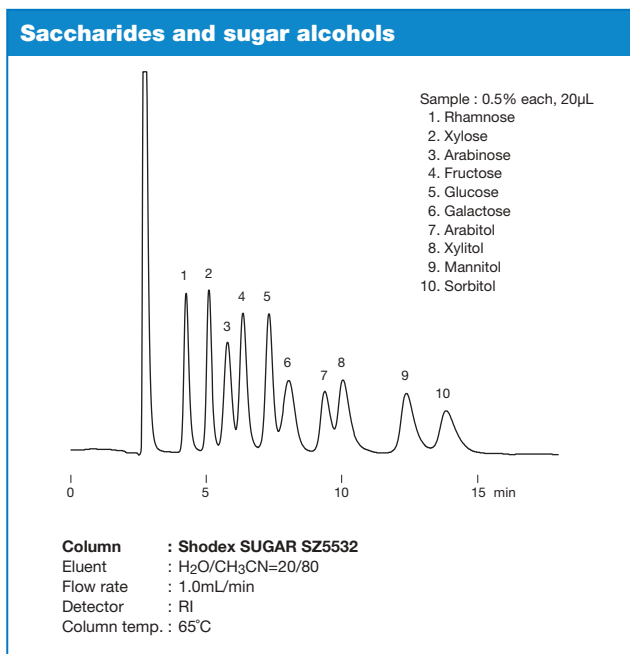 Saccharides and sugar alcohols
Sample : 0.5% each, 20µL
1. Rhamnose
2. Xylose
3. Arabinose
4. Fructose
5. Glucose
6. Galactose
7. Arabitol
8. Xylitol
9. Mannitol
10. Sorbitol
1 2 3 4 5 6 7 8 9 10
0 5 10 15 min
Column : Shodex SUGAR SZ5532
Eluent : H₂O/CH₃CN=20/80
Flow rate : 1.0mL/min
Detector : RI
Column temp. : 65˚C